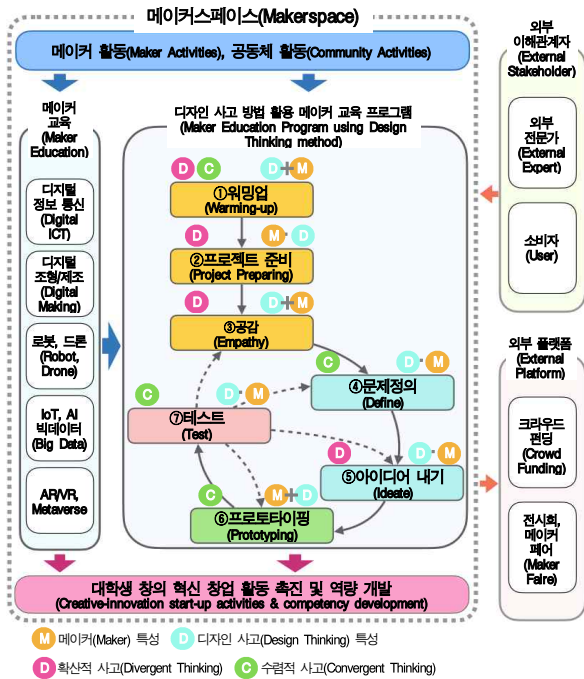 메이커스페이스(Makerspace)
메이커 활동(Maker Activities), 공동체 활동(Community Activities)
메이커
교육
(Maker
Education)
디지털
정보 통신
(Digital
ICT)
디지털
조형/제조
(Digital
Making)
로봇, 드론
(Robot,
Drone)
IoT, AI
빅데이터
(Big Data)
AR/VR,
Metaverse
디자인 사고 방법 활용 메이커 교육 프로그램
(Maker Education Program using Design
Thinking method)
D C D+M
①워밍업
(Warming-up)
D M·D
②프로젝트 준비
(Project Preparing)
D D+M
③공감
(Empathy)
C D·M
④문제정의
(Define)
C D·M
⑦테스트
(Test)
D D·M
⑤아이디어 내기
(Ideate)
C M+D
⑥프로토타이핑
(Prototyping)
외부
이해관계자
(External
Stakeholder)
외부
전문가
(External
Expert)
소비자
(User)
외부 플랫폼
(External
Platform)
크라우드
펀딩
(Crowd
Funding)
전시회,
메이커
페어
(Maker
Faire)
대학생 창의 혁신 창업 활동 촉진 및 역량 개발
(Creative-innovation start-up activities & competency development)
M 메이커(Maker) 특성 D 디자인 사고(Design Thinking) 특성
D 확산적 사고(Divergent Thinking) C 수렴적 사고(Convergent Thinking)